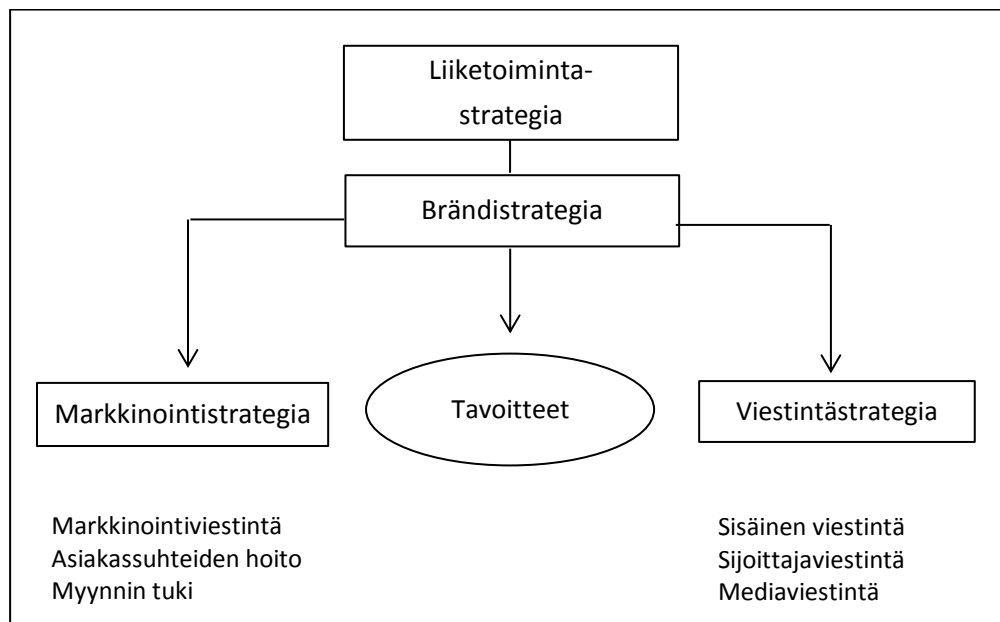 Liiketoiminta-
strategia
Brändistrategia
Markkinointistrategia
Tavoitteet
Viestintästrategia
Markkinointiviestintä
Asiakassuhteiden hoito
Myynnin tuki
Sisäinen viestintä
Sijoittajaviestintä
Mediaviestintä